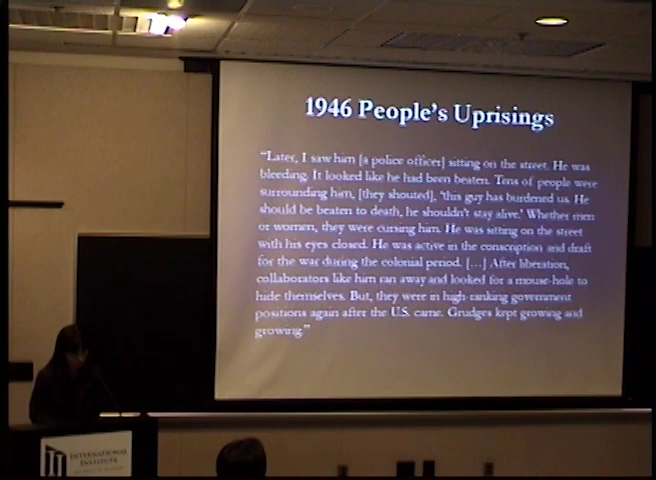 1946 People's Uprisings
"Later, I saw him [a police officer] sitting on the street. He was
bleeding. It looked like he had been beaten. Tens of people were
surrounding him, [they shouted], 'this guy has burdened us. He
should be beaten to death, he shouldn't stay alive.' Whether men
or women, they were cursing him. He was sitting on the street
with his eyes closed. He was active in the conscription and draft
for the war during the colonial period. [...] After liberation,
collaborators like him ran away and looked for a mouse-hole to
hide themselves. But, they were in high-ranking government
positions again after the U.S. came. Grudges kept growing and
growing."
INTERNATIONAL
INSTITUTE